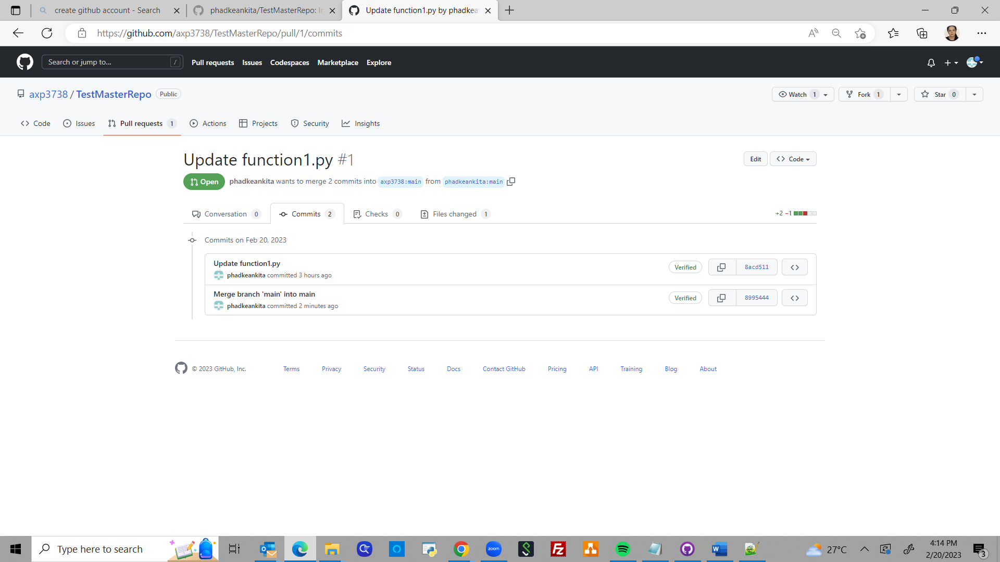 create github account - Search
phadkeankita/TestMasterRepo: In
Update function1.py by phadkea
https://github.com/axp3738/TestMasterRepo/pull/1/commits
Search or jump to... /
Pull requests Issues Codespaces Marketplace Explore
axp3738 / TestMasterRepo Public
Watch 1 Fork 1 Star 0
Code Issues Pull requests 1 Actions Projects Security Insights
Update function1.py #1
Edit Code
Open phadkeankita wants to merge 2 commits into axp3738:main from phadkeankita:main
Conversation 0 Commits 2 Checks 0 Files changed 1
+2 −1
Commits on Feb 20, 2023
Update function1.py
phadkeankita committed 3 hours ago
Verified 8acd511
Merge branch 'main' into main
phadkeankita committed 2 minutes ago
Verified 8995444
© 2023 GitHub, Inc. Terms Privacy Security Status Docs Contact GitHub Pricing API Training Blog About
Type here to search
zoom
27°C
4:14 PM
2/20/2023
3